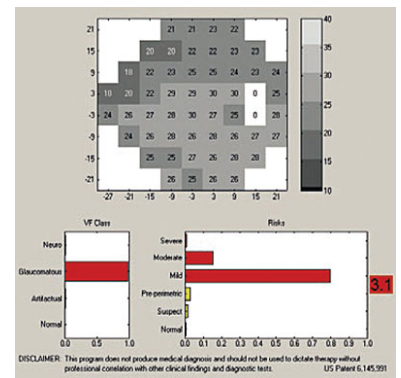 21 21 21 23 22 40
15 20 20 22 22 22 23 35
9 18 22 23 25 25 24 23 24 30
3 10 20 22 29 29 30 30 26 0 25 25
-3 24 26 27 28 30 27 25 28 0 28 20
-9 24 26 28 28 26 28 27 27
-15 25 25 27 26 28 28 15
-21 26 25 26 26 10
-27 -21 -15 -9 -3 3 9 15 21
VF Class Risks
Neuro
Glaucomatous
Artifactual
Normal
0.0 0.5 1.0
Severe
Moderate
Mild
Pre-perimetric
Suspect
Normal
0.0 0.1 0.2 0.3 0.4 0.5 0.6 0.7 0.8 0.9 1.0
3.1
DISCLAIMER: This program does not produce medical diagnosis and should not be used to dictate therapy without
professional correlation with other clinical findings and diagnostic tests. US Patent 6,145,991